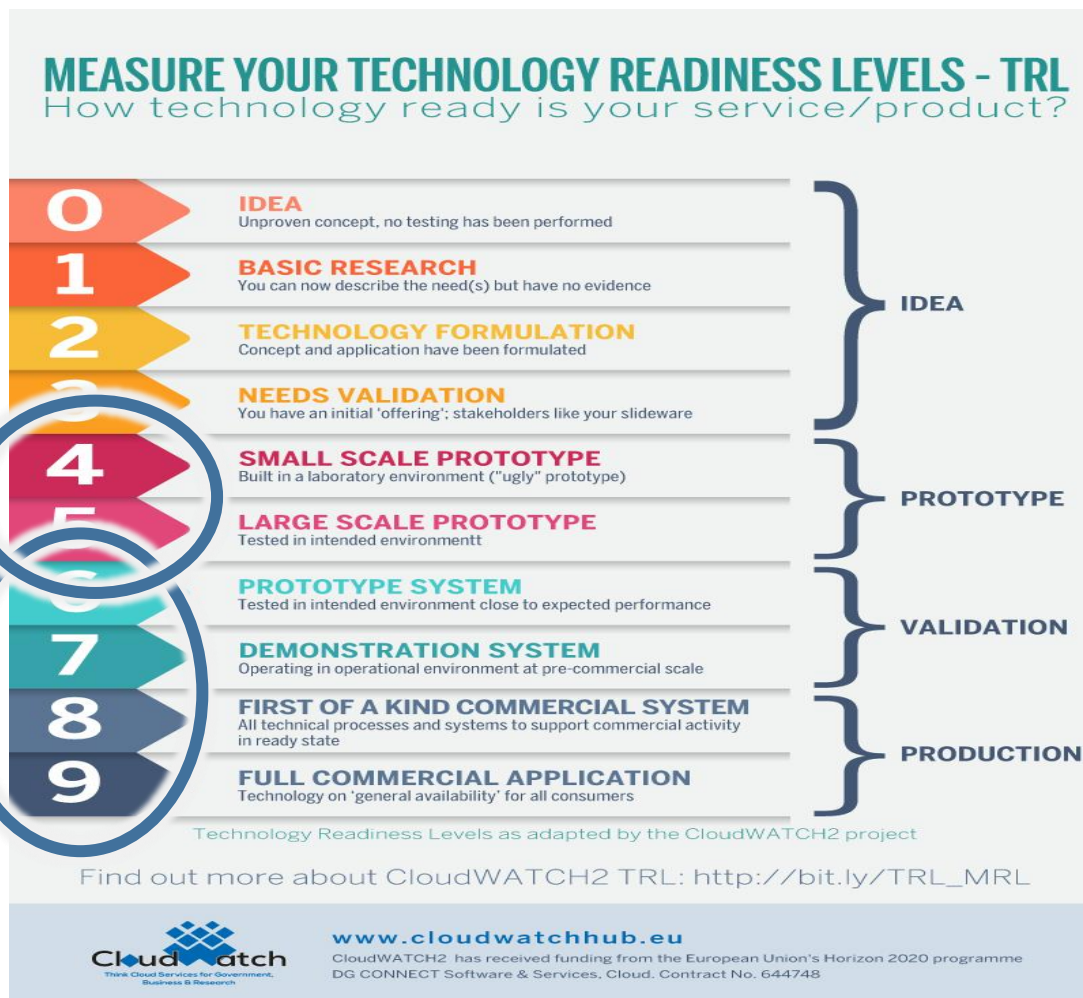 MEASURE YOUR TECHNOLOGY READINESS LEVELS - TRL
How technology ready is your service/product?
0
IDEA
Unproven concept, no testing has been performed
1
BASIC RESEARCH
You can now describe the need(s) but have no evidence
2
TECHNOLOGY FORMULATION
Concept and application have been formulated
3
NEEDS VALIDATION
You have an initial 'offering'; stakeholders like your slideware
IDEA
4
SMALL SCALE PROTOTYPE
Built in a laboratory environment ("ugly" prototype)
5
LARGE SCALE PROTOTYPE
Tested in intended environmentt
PROTOTYPE
6
PROTOTYPE SYSTEM
Tested in intended environment close to expected performance
7
DEMONSTRATION SYSTEM
Operating in operational environment at pre-commercial scale
VALIDATION
8
FIRST OF A KIND COMMERCIAL SYSTEM
All technical processes and systems to support commercial activity
in ready state
9
FULL COMMERCIAL APPLICATION
Technology on 'general availability' for all consumers
PRODUCTION
Technology Readiness Levels as adapted by the CloudWATCH2 project
Find out more about CloudWATCH2 TRL: http://bit.ly/TRL_MRL
CloudWatch
Think Cloud Services for Government,
Business & Research
www.cloudwatchhub.eu
CloudWATCH2 has received funding from the European Union's Horizon 2020 programme
DG CONNECT Software & Services, Cloud. Contract No. 644748